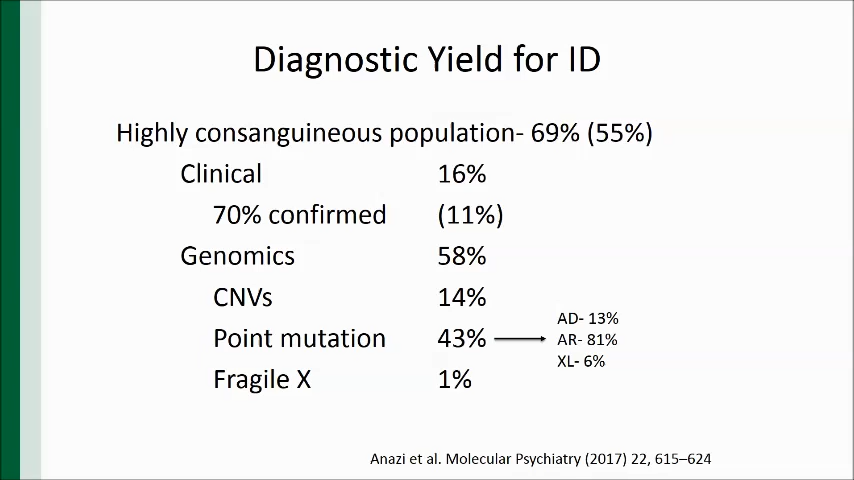 Diagnostic Yield for ID
Highly consanguineous population- 69% (55%)
Clinical 16%
70% confirmed (11%)
Genomics 58%
CNVs 14%
Point mutation 43%
AD- 13%
AR- 81%
XL- 6%
Fragile X 1%
Anazi et al. Molecular Psychiatry (2017) 22, 615–624